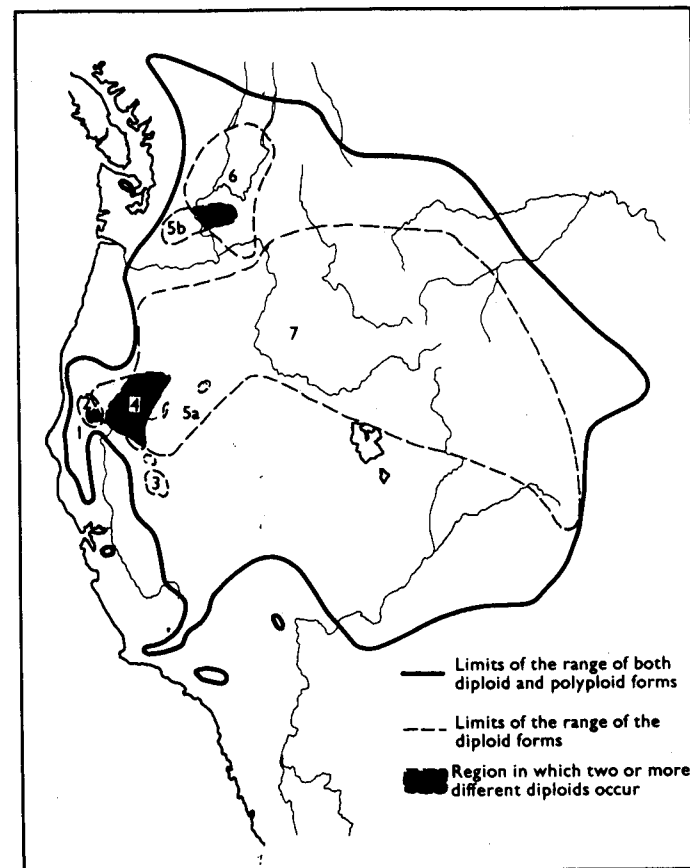 6
5b
7
2
4
5a
3
Limits of the range of both
diploid and polyploid forms
Limits of the range of the
diploid forms
Region in which two or more
different diploids occur